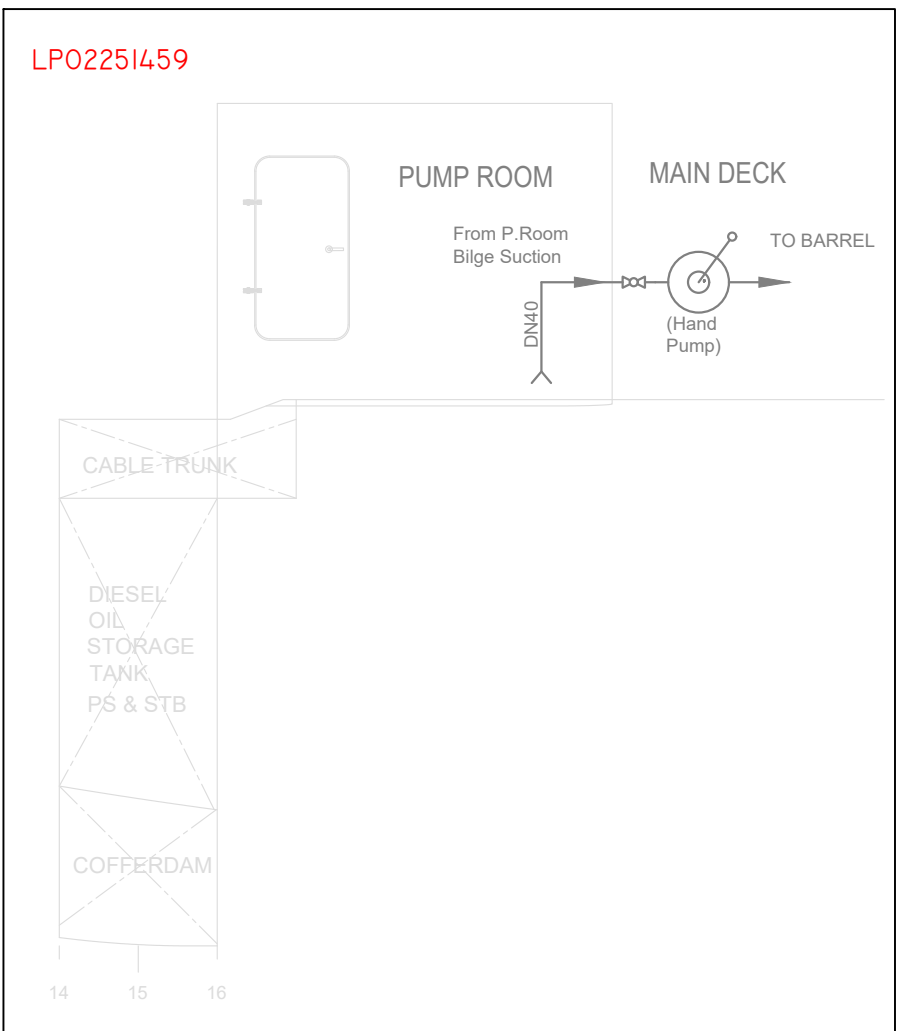 LP02251459
PUMP ROOM
MAIN DECK
From P.Room
Bilge Suction
TO BARREL
DN40
(Hand
Pump)
CABLE TRUNK
DIESEL
OIL
STORAGE
TANK
PS & STB
COFFERDAM
14 15 16